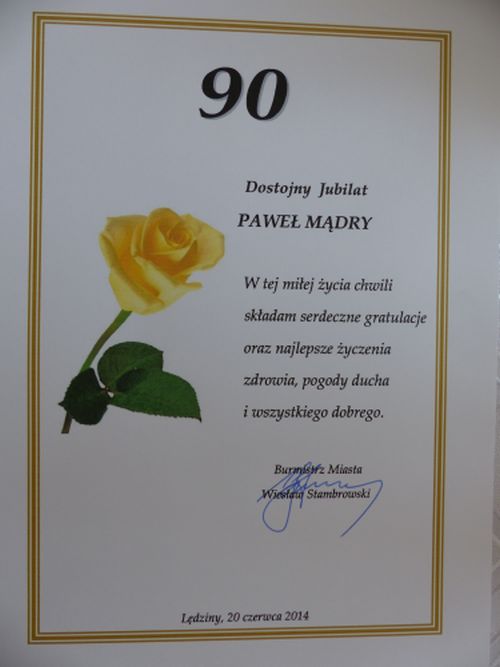 90
Dostojny Jubilat
PAWEŁ MĄDRY
W tej miłej życia chwili
składam serdeczne gratulacje
oraz najlepsze życzenia
zdrowia, pogody ducha
i wszystkiego dobrego.
Burmistrz Miasta
Wiesław Stambrowski
Lędziny, 20 czerwca 2014